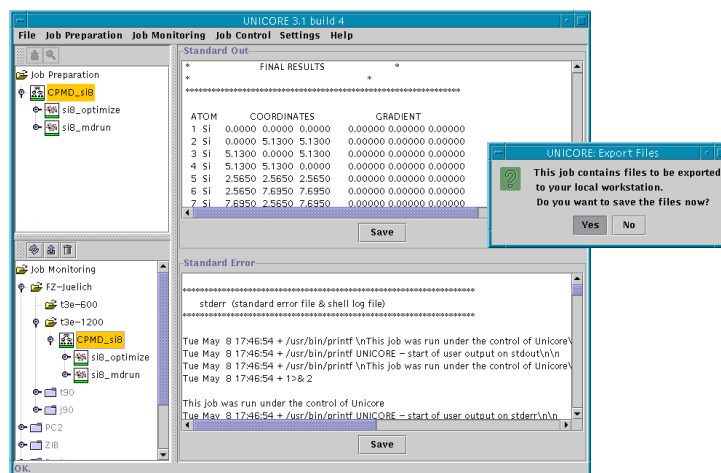 UNICORE 3.1 build 4
File Job Preparation Job Monitoring Job Control Settings Help
Job Preparation
CPMD_si8
si8_optimize
si8_mdrun
Standard Out
* FINAL RESULTS *
* *
****************************************************************
ATOM COORDINATES GRADIENT
1 Si 0.0000 0.0000 0.0000 0.00000 0.00000 0.00000
2 Si 0.0000 5.1300 5.1300 0.00000 0.00000 0.00000
3 Si 5.1300 0.0000 5.1300 0.00000 0.00000 0.00000
4 Si 5.1300 5.1300 0.0000 0.00000 0.00000 0.00000
5 Si 2.5650 2.5650 2.5650 0.00000 0.00000 0.00000
6 Si 2.5650 7.6950 7.6950 0.00000 0.00000 0.00000
7 Si 7.6950 2.5650 7.6950 0.00000 0.00000 0.00000
Save
UNICORE: Export Files
This job contains files to be exported
to your local workstation.
Do you want to save the files now?
Yes No
Job Monitoring
FZ-Juelich
t3e-600
t3e-1200
CPMD_si8
si8_optimize
si8_mdrun
t90
j90
PC2
ZIB
Standard Error
****************************************************************
stderr (standard error file & shell log file)
****************************************************************
Tue May 8 17:46:54 + /usr/bin/printf \nThis job was run under the control of Unicore\
Tue May 8 17:46:54 + /usr/bin/printf UNICORE - start of user output on stdout\n\n
Tue May 8 17:46:54 + /usr/bin/printf \nThis job was run under the control of Unicore\
Tue May 8 17:46:54 + 1>& 2
This job was run under the control of Unicore
Tue May 8 17:46:54 + /usr/bin/printf UNICORE - start of user output on stderr\n\n
Save
OK.